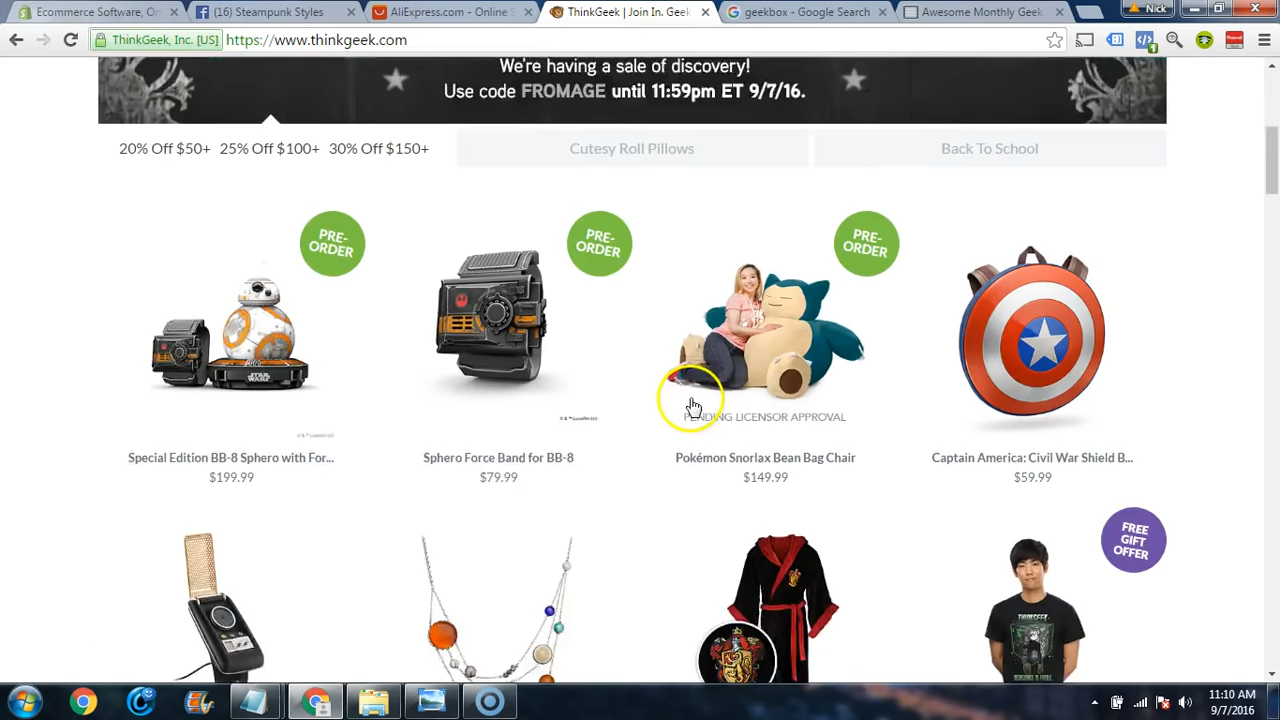 Ecommerce Software, On
(16) Steampunk Styles
AliExpress.com - Online S
ThinkGeek | Join In. Geek
geekbox - Google Search
Awesome Monthly Geek
Nick
ThinkGeek, Inc. [US]
https://www.thinkgeek.com
1
We're having a sale of discovery!
Use code FROMAGE until 11:59pm ET 9/7/16.
20% Off $50+ 25% Off $100+ 30% Off $150+
Cutesy Roll Pillows
Back To School
PRE-ORDER
PRE-ORDER
PRE-ORDER
PENDING LICENSOR APPROVAL
Special Edition BB-8 Sphero with For...
$199.99
Sphero Force Band for BB-8
$79.99
Pokémon Snorlax Bean Bag Chair
$149.99
Captain America: Civil War Shield B...
$59.99
FREE
GIFT
OFFER
THINKGEEK
11:10 AM
9/7/2016